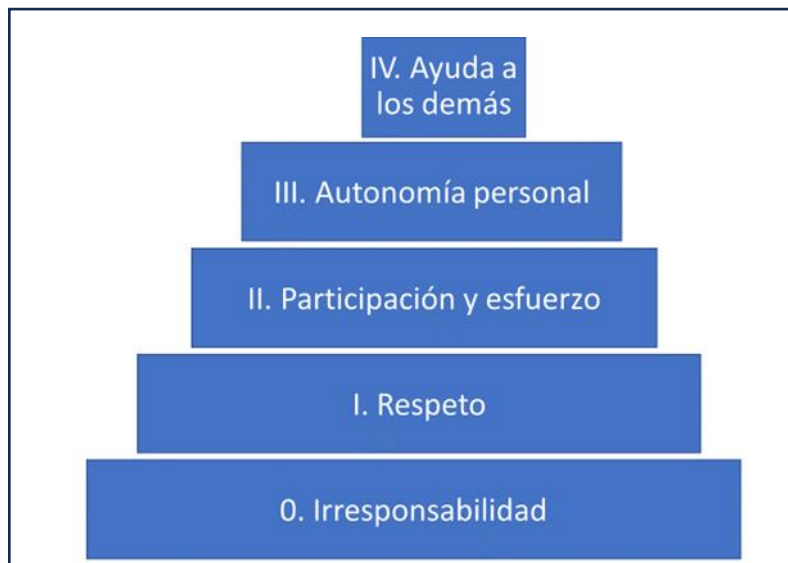 IV. Ayuda a
los demás
III. Autonomía personal
II. Participación y esfuerzo
I. Respeto
0. Irresponsabilidad